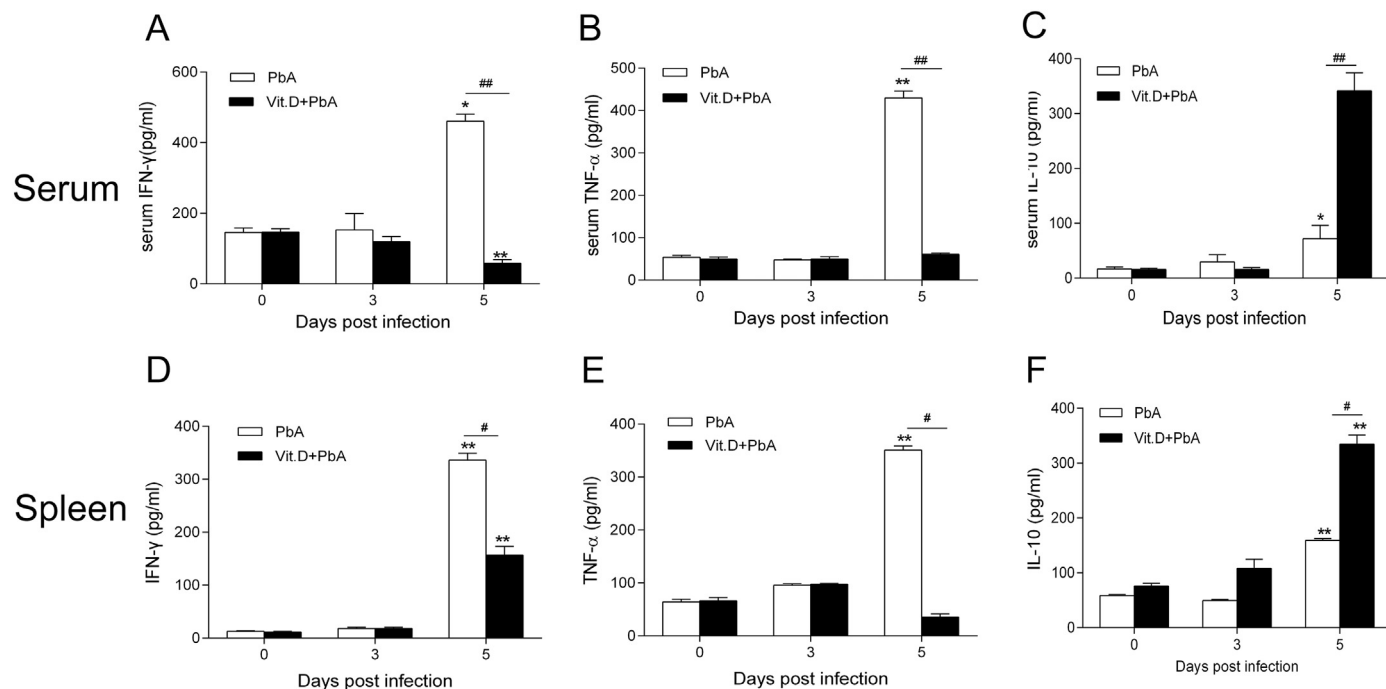 A
serum IFN-γ(pg/ml)
600
400
200
0
PbA
Vit.D+PbA
*
##
**
0 3 5
Days post infection
B
serum TNF-α (pg/ml)
500
400
300
200
100
0
PbA
Vit.D+PbA
**
##
0 3 5
Days post infection
C
serum IL-10 (pg/ml)
400
300
200
100
0
PbA
Vit.D+PbA
*
##
0 3 5
Days post infection
Serum
D
IFN-γ (pg/ml)
400
300
200
100
0
PbA
Vit.D+PbA
**
#
**
0 3 5
Days post infection
E
TNF-α (pg/ml)
400
300
200
100
0
PbA
Vit.D+PbA
**
#
0 3 5
Days post infection
F
IL-10 (pg/ml)
400
300
200
100
0
PbA
Vit.D+PbA
#
**
**
0 3 5
Days post infection
Spleen